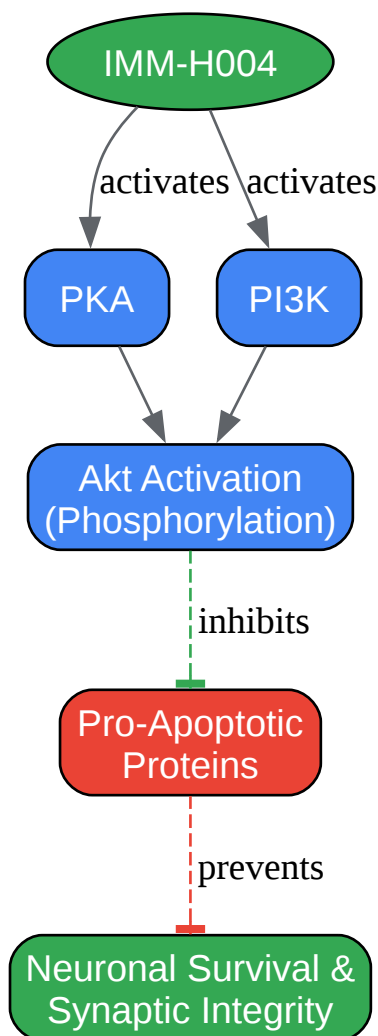 IMM-H004
activates activates
PKA
PI3K
Akt Activation
(Phosphorylation)
inhibits
Pro-Apoptotic
Proteins
prevents
Neuronal Survival &
Synaptic Integrity